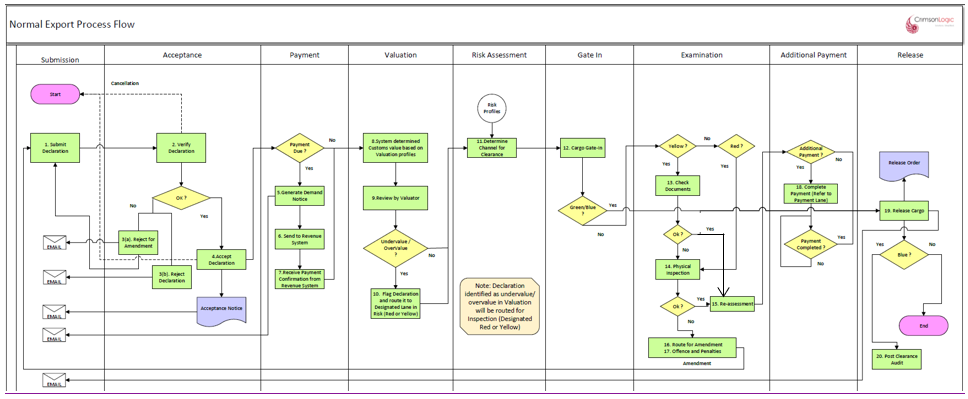 Normal Export Process Flow
CrimsonLogic
Submission
Acceptance
Payment
Valuation
Risk Assessment
Gate In
Examination
Additional Payment
Release
Cancellation
Start
1. Submit
Declaration
2. Verify
Declaration
OK ?
No
Yes
3(a). Reject for
Amendment
3(b). Reject
Declaration
4.Accept
Declaration
Acceptance Notice
EMAIL
EMAIL
EMAIL
EMAIL
EMAIL
Payment
Due ?
No
Yes
5.Generate Demand
Notice
6. Send to Revenue
System
7.Receive Payment
Confirmation from
Revenue System
8.System determined
Customs value based on
Valuation profiles
9.Review by Valuator
Undervalue /
OverValue
?
No
Yes
10. Flag Declaration
and route it to
Designated Lane in
Risk (Red or Yellow)
Risk
Profiles
11.Determine
Channel for
Clearance
Note: Declaration
identified as undervalue/
overvalue in Valuation
will be routed for
Inspection (Designated
Red or Yellow)
12. Cargo Gate-in
Green/Blue
?
Yes
No
Yellow ?
No
Red ?
Yes
Yes
13. Check
Documents
Ok ?
Yes
No
14. Physical
Inspection
Ok ?
Yes
No
15. Re-assessment
16. Route for Amendment
17. Offence and Penalties
Amendment
Additional
Payment ?
No
Yes
18. Complete
Payment (Refer to
Payment Lane)
Payment
Completed ?
Yes
No
Release Order
19. Release Cargo
Blue ?
No
Yes
End
20. Post Clearance
Audit